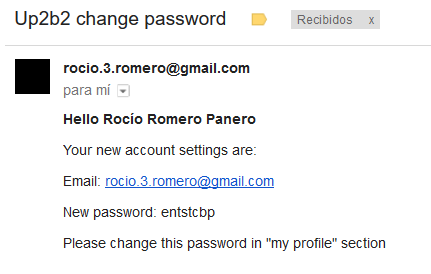 Up2b2 change password
Recibidos x
rocio.3.romero@gmail.com
para mí
Hello Rocío Romero Panero
Your new account settings are:
Email: rocio.3.romero@gmail.com
New password: entstcbp
Please change this password in "my profile" section